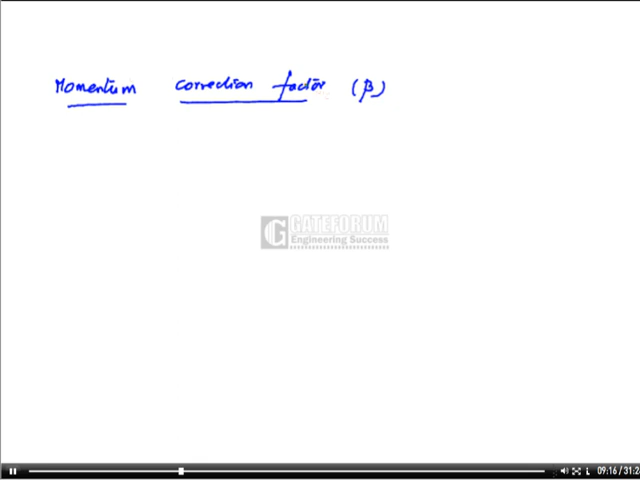 Momentum correction factor (β)
GATEFORUM
Engineering Success
09:16 / 31:2